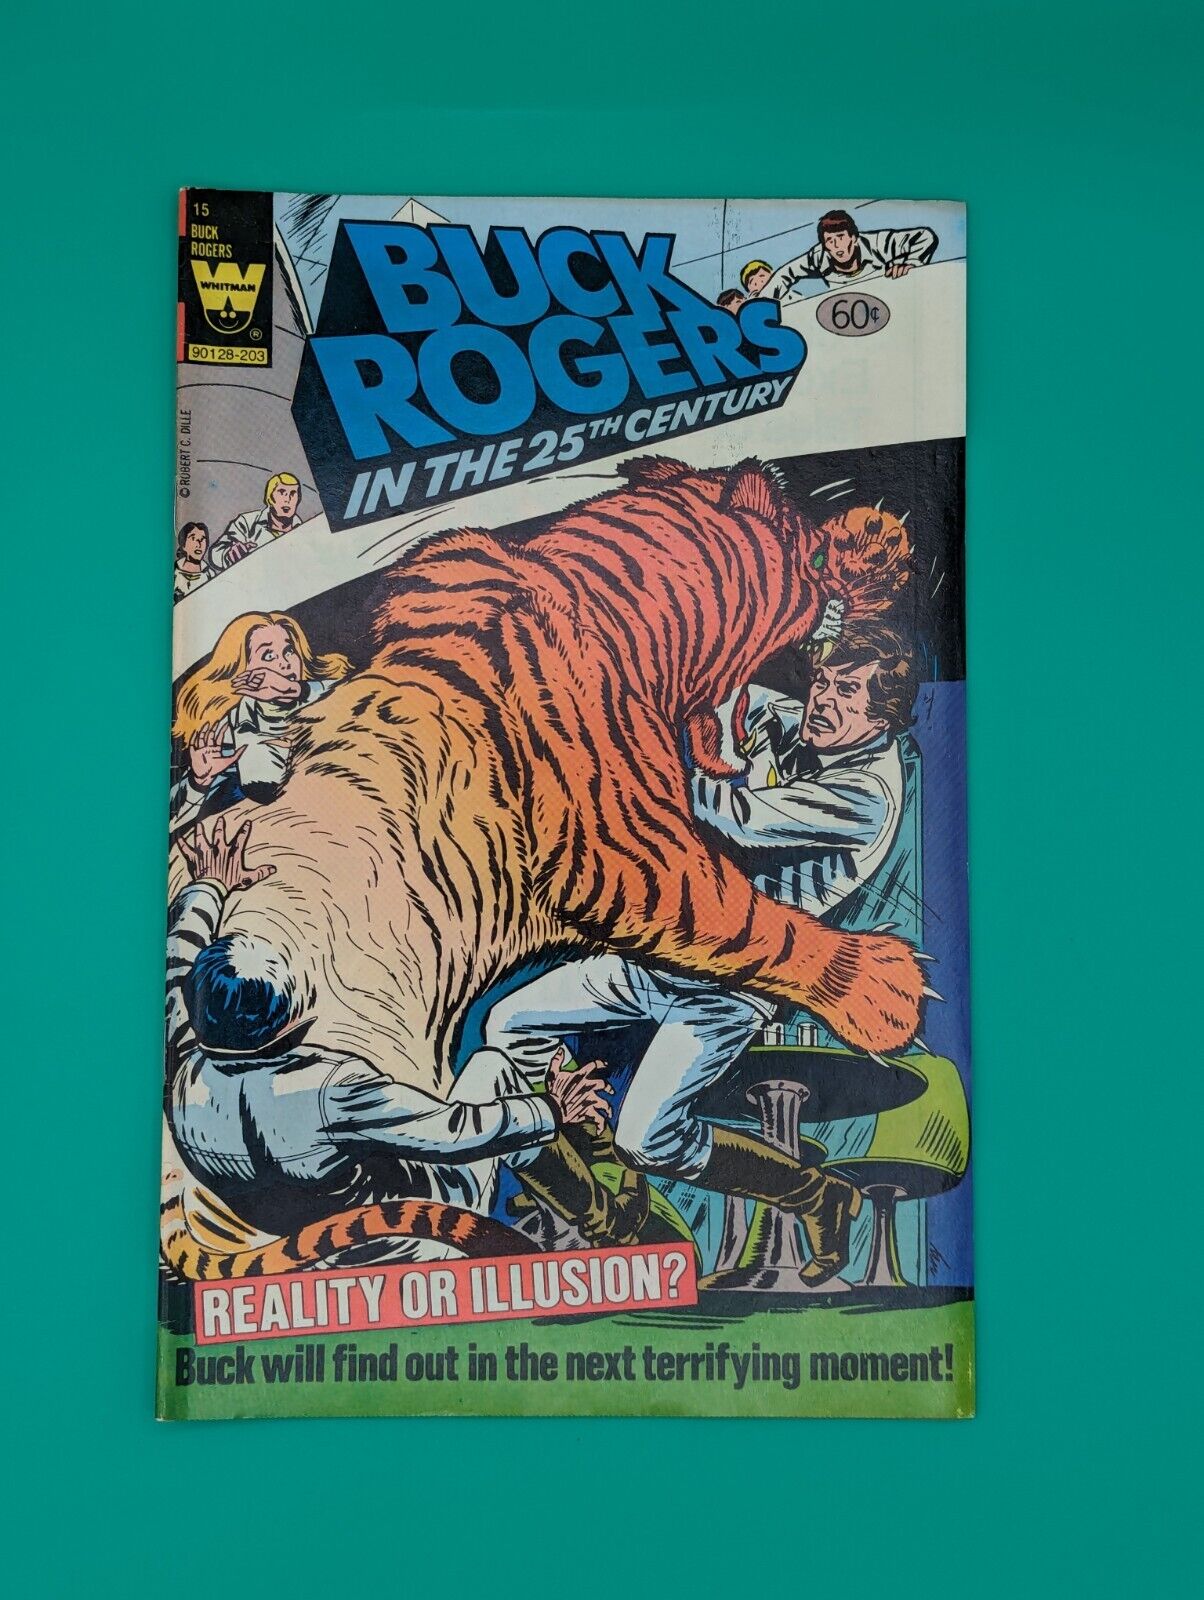 15
BUCK
ROGERS
WHITMAN
®
90128-203
© ROBERT C. DILLE
BUCK
ROGERS
IN THE 25TH CENTURY
60¢
REALITY OR ILLUSION?
Buck will find out in the next terrifying moment!